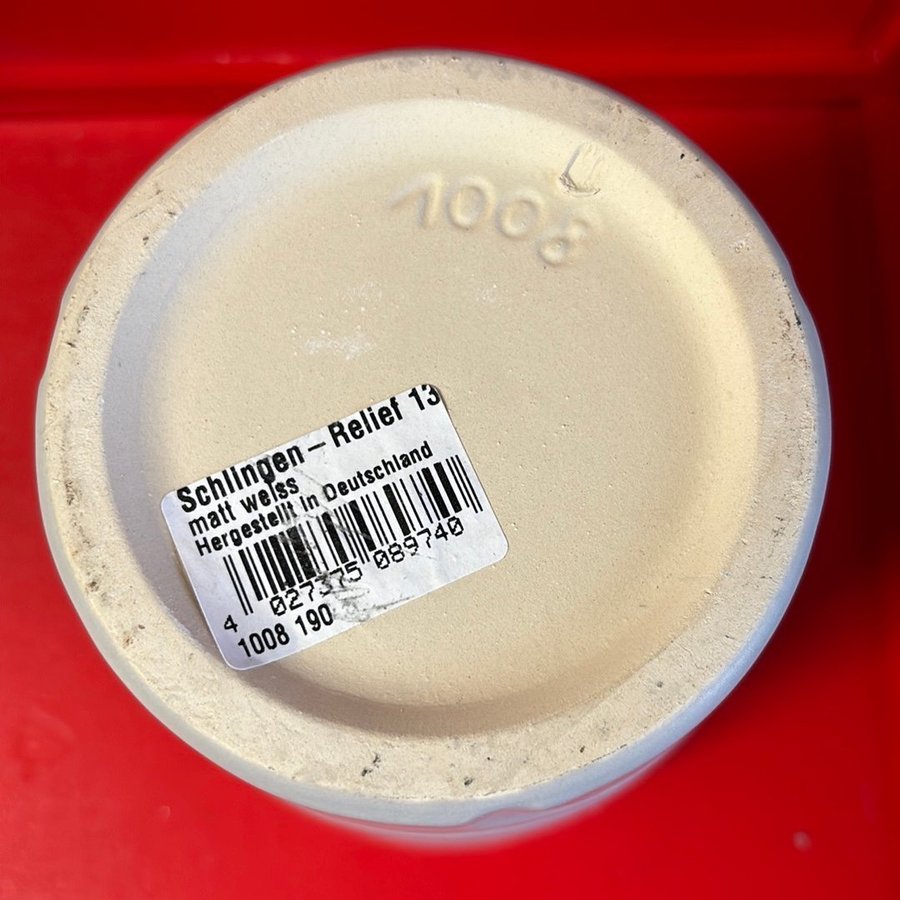 1008
Schlingen – Relief 13
matt weiss
Hergestellt in Deutschland
4 027375 089740
1008 190